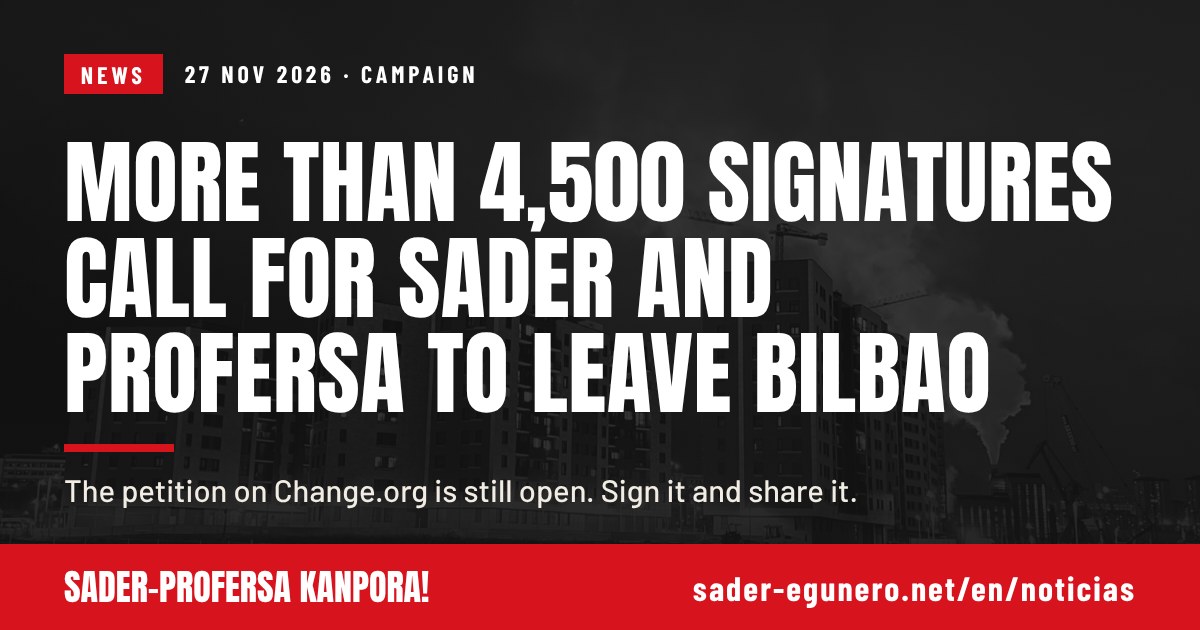 NEWS 27 NOV 2026 · CAMPAIGN
MORE THAN 4,500 SIGNATURES
CALL FOR SADER AND
PROFERSA TO LEAVE BILBAO
The petition on Change.org is still open. Sign it and share it.
SADER-PROFERSA KANPORA! sader-egunero.net/en/noticias